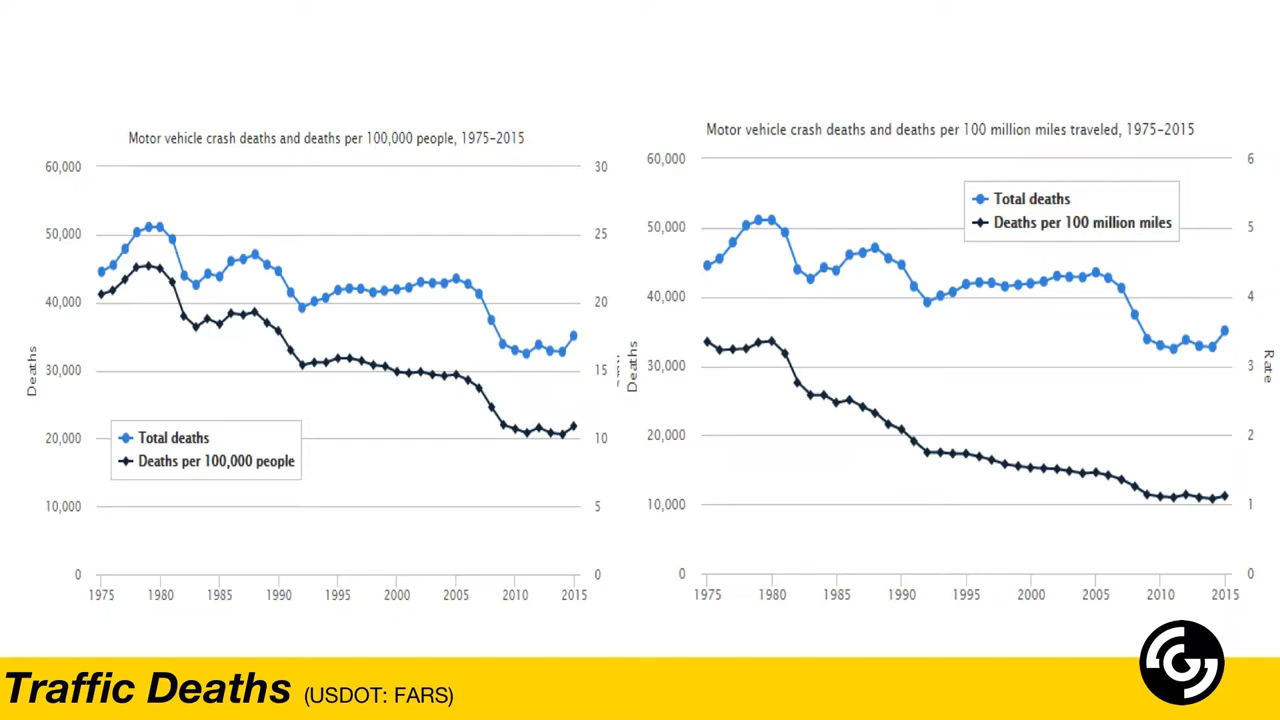 Motor vehicle crash deaths and deaths per 100,000 people, 1975–2015
60,000
50,000
40,000
30,000
20,000
10,000
0
Deaths
30
25
20
15
10
5
0
Total deaths
Deaths per 100,000 people
1975 1980 1985 1990 1995 2000 2005 2010 2015
Motor vehicle crash deaths and deaths per 100 million miles traveled, 1975–2015
60,000
50,000
40,000
30,000
20,000
10,000
0
Deaths
6
5
4
3
2
1
0
Rate
Total deaths
Deaths per 100 million miles
1975 1980 1985 1990 1995 2000 2005 2010 2015
Traffic Deaths (USDOT: FARS)